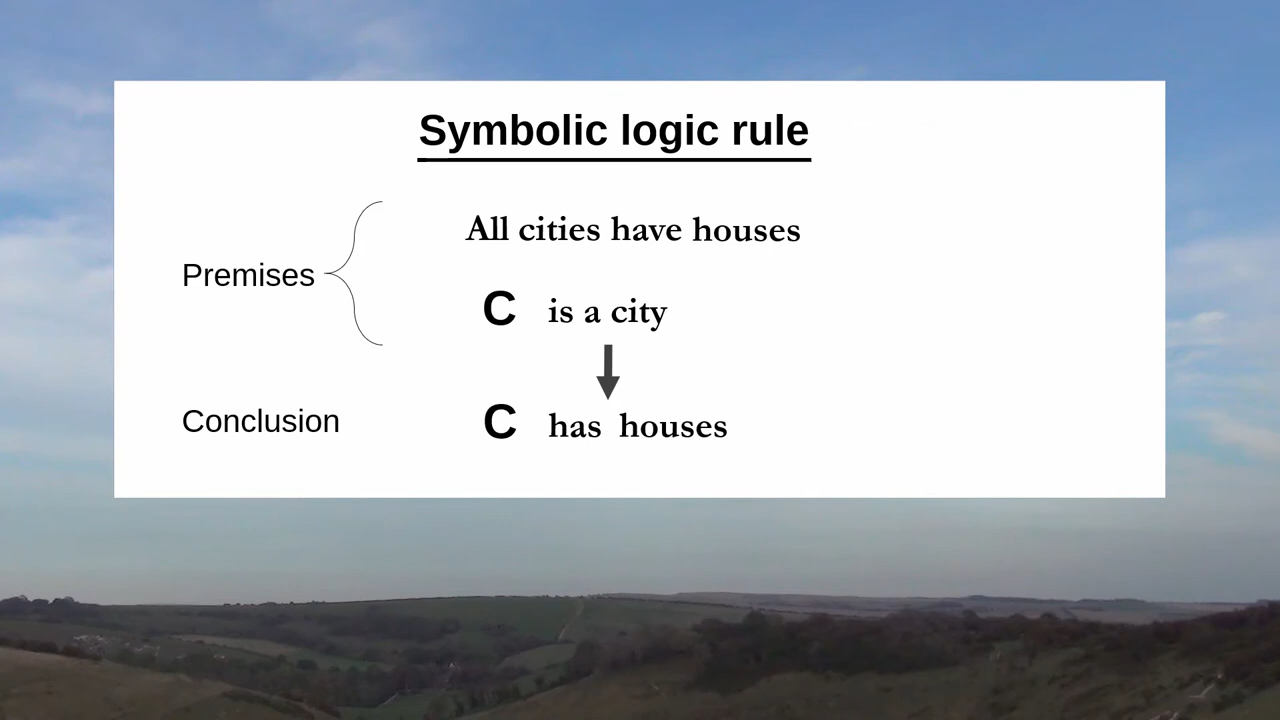 Symbolic logic rule
All cities have houses
Premises
C is a city
Conclusion
C has houses